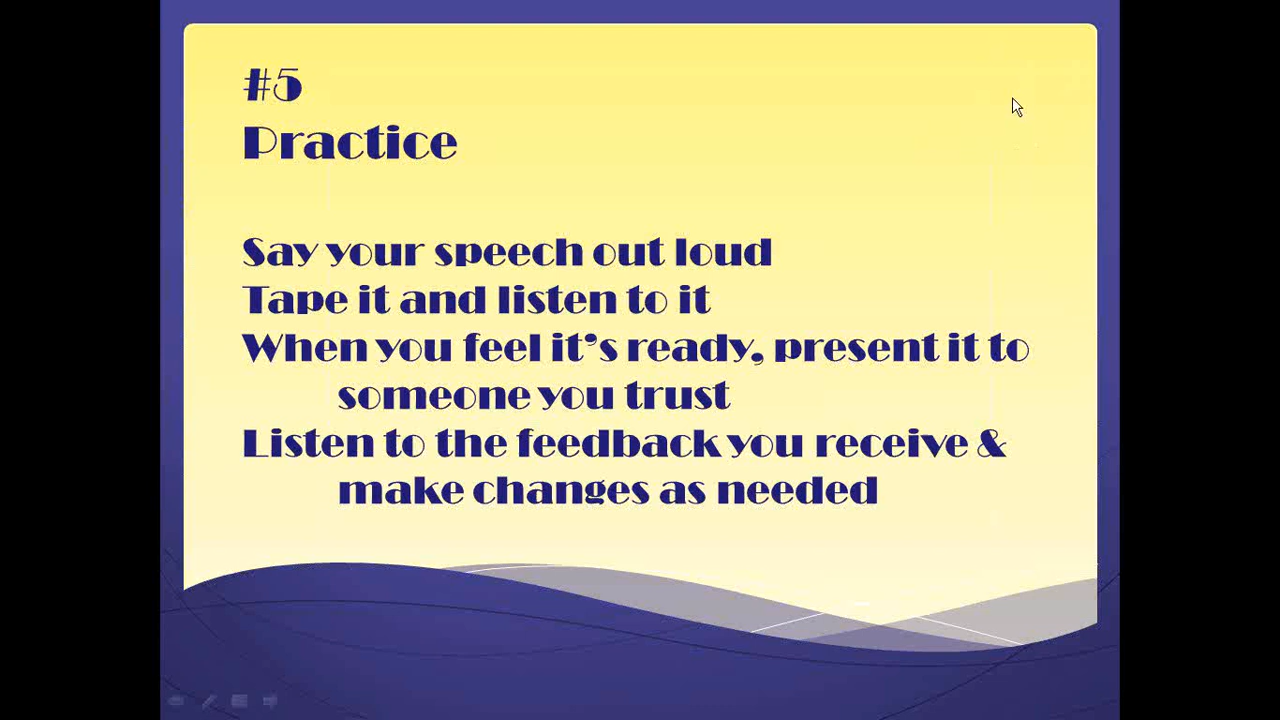 #5
Practice
Say your speech out loud
Tape it and listen to it
When you feel it's ready, present it to
someone you trust
Listen to the feedback you receive &
make changes as needed